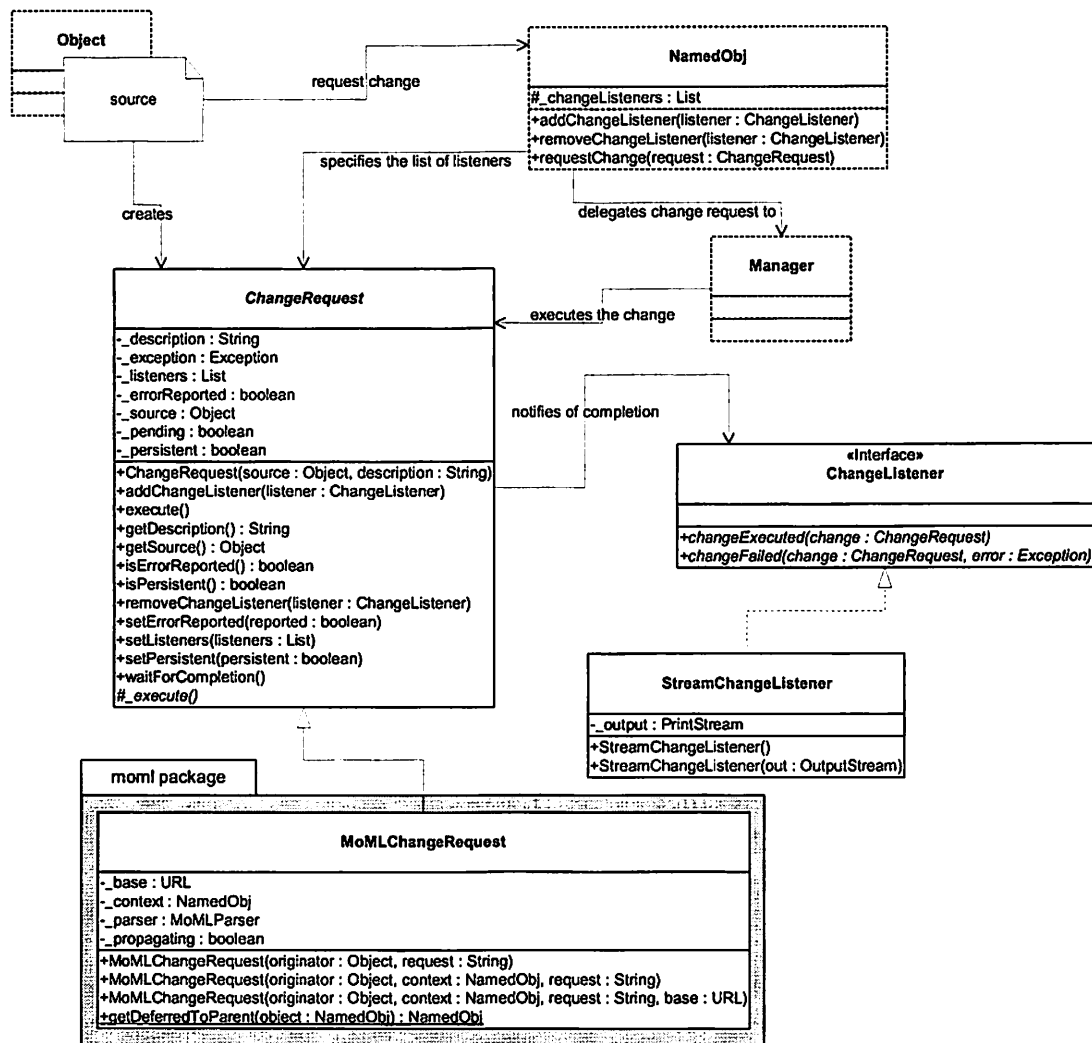 Object
source
request change
NamedObj
#_changeListeners : List
+addChangeListener(listener : ChangeListener)
+removeChangeListener(listener : ChangeListener)
+requestChange(request : ChangeRequest)
specifies the list of listeners
creates
delegates change request to
Manager
executes the change
ChangeRequest
-_description : String
-_exception : Exception
-_listeners : List
-_errorReported : boolean
-_source : Object
-_pending : boolean
-_persistent : boolean
+ChangeRequest(source : Object, description : String)
+addChangeListener(listener : ChangeListener)
+execute()
+getDescription() : String
+getSource() : Object
+isErrorReported() : boolean
+isPersistent() : boolean
+removeChangeListener(listener : ChangeListener)
+setErrorReported(reported : boolean)
+setListeners(listeners : List)
+setPersistent(persistent : boolean)
+waitForCompletion()
#_execute()
notifies of completion
«Interface»
ChangeListener
+changeExecuted(change : ChangeRequest)
+changeFailed(change : ChangeRequest, error : Exception)
StreamChangeListener
-_output : PrintStream
+StreamChangeListener()
+StreamChangeListener(out : OutputStream)
moml package
MoMLChangeRequest
-_base : URL
-_context : NamedObj
-_parser : MoMLParser
-_propagating : boolean
+MoMLChangeRequest(originator : Object, request : String)
+MoMLChangeRequest(originator : Object, context : NamedObj, request : String)
+MoMLChangeRequest(originator : Object, context : NamedObj, request : String, base : URL)
+getDeferredToParent(object : NamedObj) : NamedObj